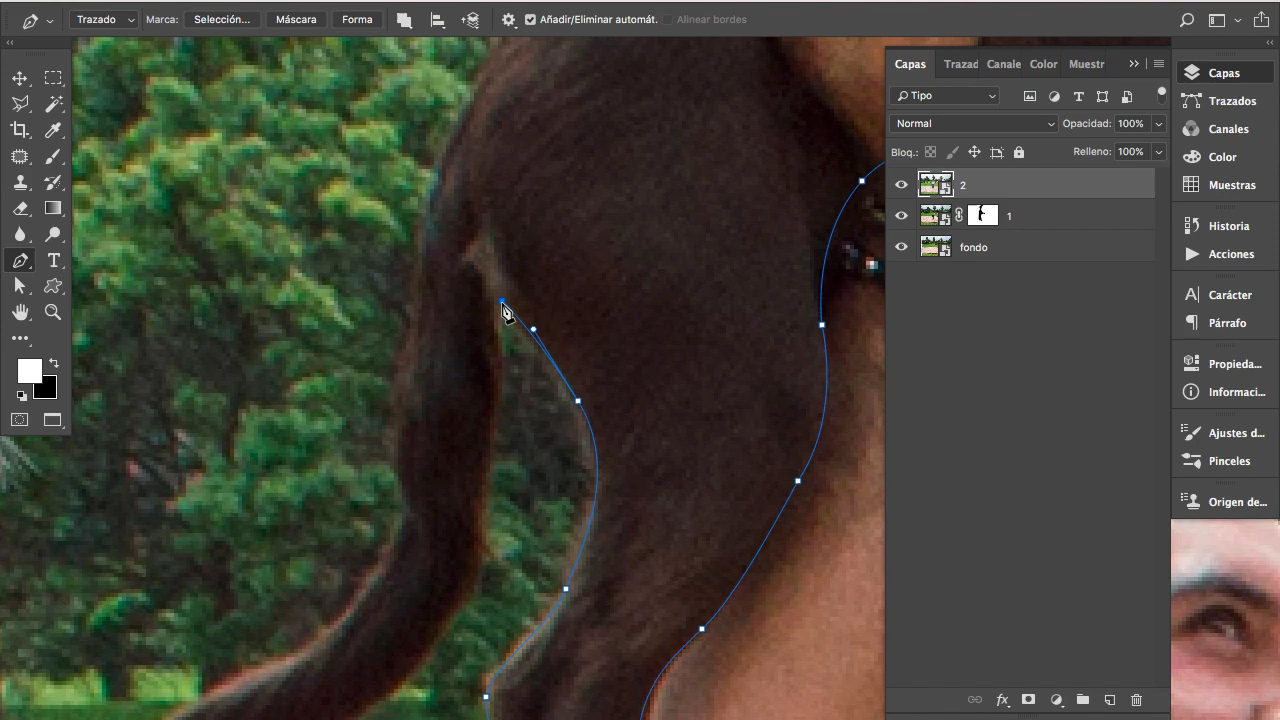 Trazado Marca: Selección... Máscara Forma Añadir/Eliminar automát. Alinear bordes
Capas Trazad Canale Color Muestr
Tipo
Normal Opacidad: 100%
Bloq.: Relleno: 100%
2
1
fondo
Capas
Trazados
Canales
Color
Muestras
Historia
Acciones
Carácter
Párrafo
Propieda...
Informaci...
Ajustes d...
Pinceles
Origen de...